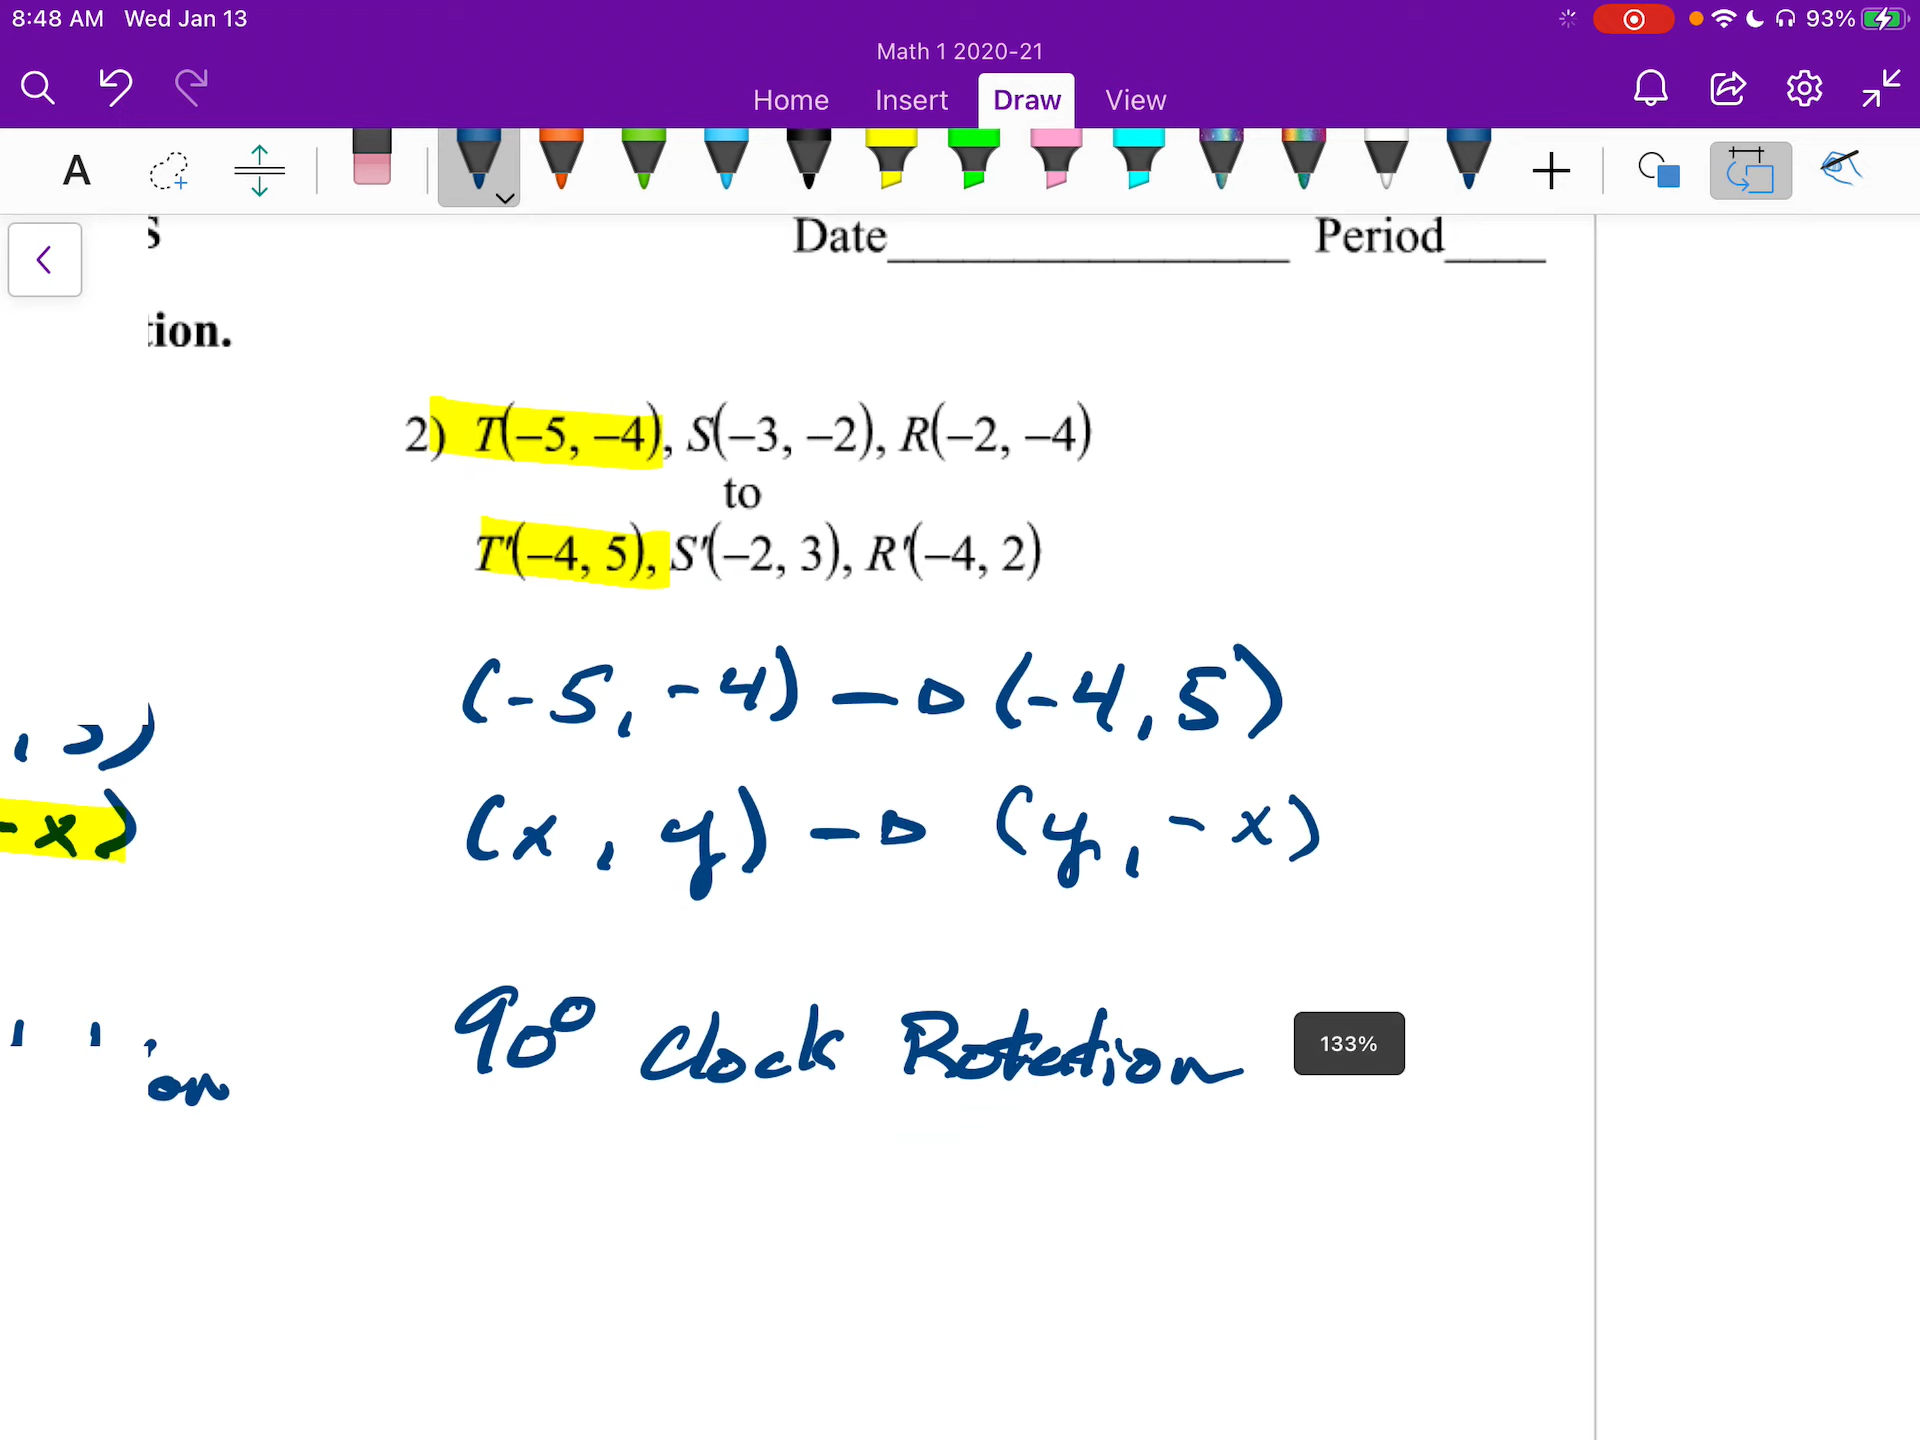 8:48 AM Wed Jan 13
93%
Math 1 2020-21
Home Insert Draw View
A
S Date Period
tion.
2) T(–5, –4), S(–3, –2), R(–2, –4)
to
T'(–4, 5), S'(–2, 3), R'(–4, 2)
(-5, -4) → (-4, 5)
(x, y) → (y, -x)
- x)
90° Clock Rotation
133%
on